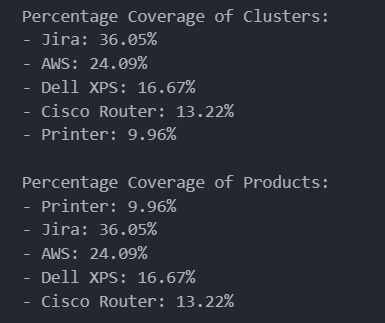 Percentage Coverage of Clusters:
- Jira: 36.05%
- AWS: 24.09%
- Dell XPS: 16.67%
- Cisco Router: 13.22%
- Printer: 9.96%

Percentage Coverage of Products:
- Printer: 9.96%
- Jira: 36.05%
- AWS: 24.09%
- Dell XPS: 16.67%
- Cisco Router: 13.22%